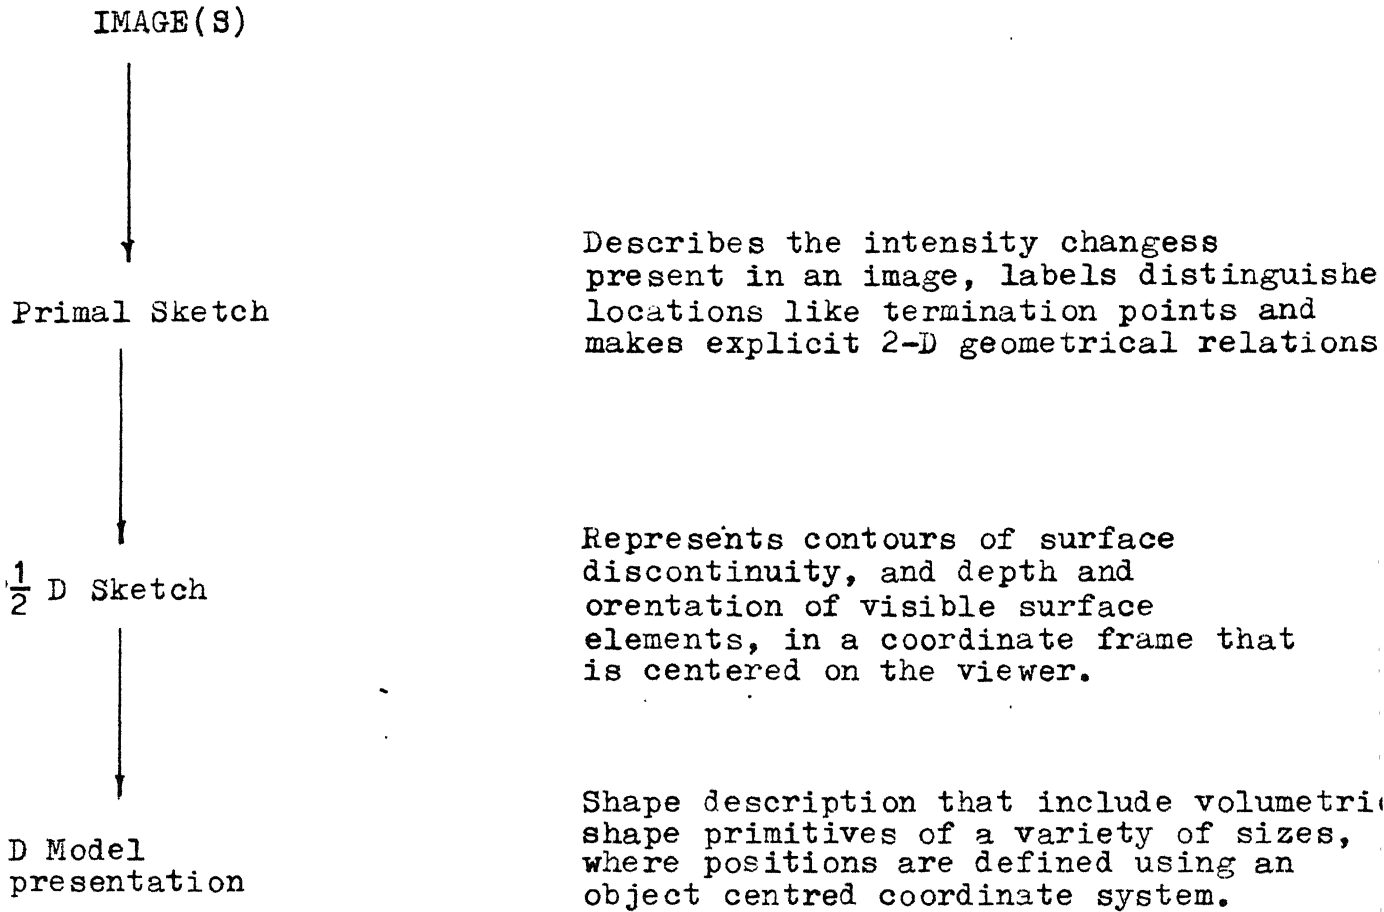 IMAGE(S)
Primal Sketch
Describes the intensity changess
present in an image, labels distinguishe
locations like termination points and
makes explicit 2-D geometrical relations
½ D Sketch
Represents contours of surface
discontinuity, and depth and
orentation of visible surface
elements, in a coordinate frame that
is centered on the viewer.
D Model
presentation
Shape description that include volumetri
shape primitives of a variety of sizes,
where positions are defined using an
object centred coordinate system.